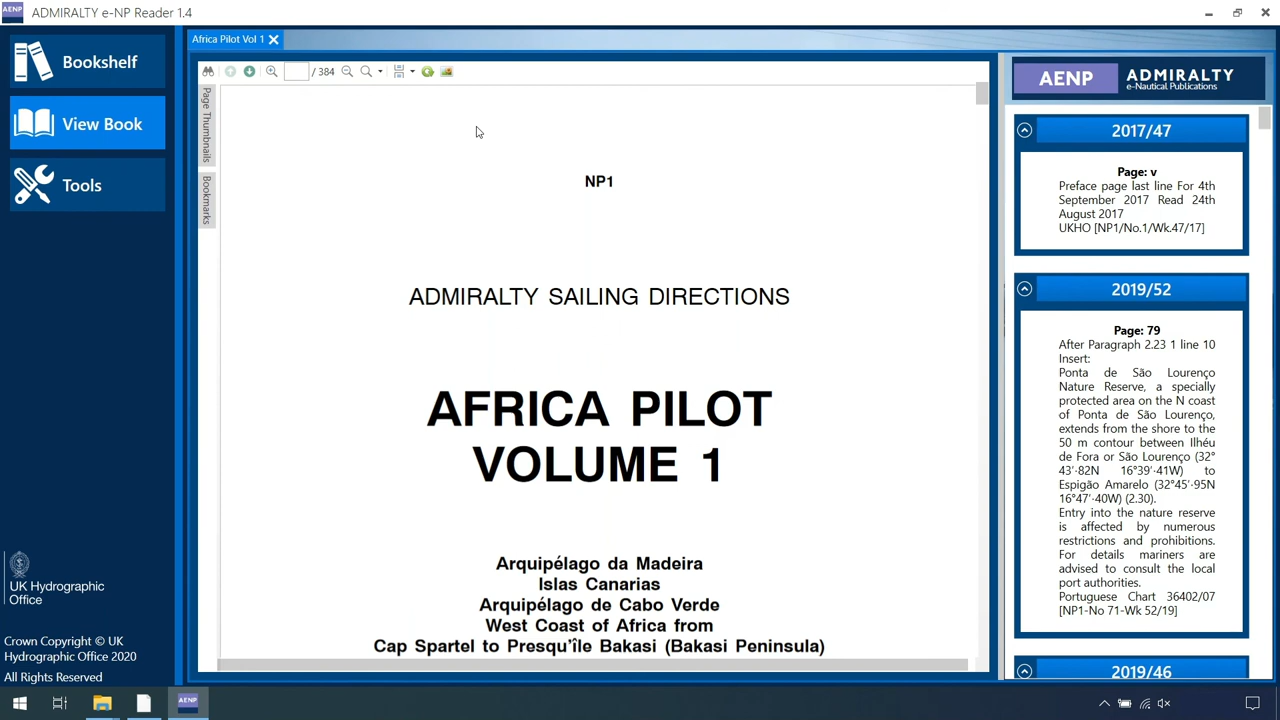 AENP
ADMIRALTY e-NP Reader 1.4
Bookshelf
View Book
Tools
UK Hydrographic
Office
Crown Copyright © UK
Hydrographic Office 2020
All Rights Reserved
Africa Pilot Vol 1
/ 384
Page Thumbnails
Bookmarks
NP1
ADMIRALTY SAILING DIRECTIONS
AFRICA PILOT
VOLUME 1
Arquipélago da Madeira
Islas Canarias
Arquipélago de Cabo Verde
West Coast of Africa from
Cap Spartel to Presqu’île Bakasi (Bakasi Peninsula)
AENP
ADMIRALTY
e-Nautical Publications
2017/47
Page: v
Preface page last line For 4th
September 2017 Read 24th
August 2017
UKHO [NP1/No.1/Wk.47/17]
2019/52
Page: 79
After Paragraph 2.23 1 line 10
Insert:
Ponta de São Lourenço
Nature Reserve, a specially
protected area on the N coast
of Ponta de São Lourenço,
extends from the shore to the
50 m contour between Ilhéu
de Fora or São Lourenço (32°
43'·82N 16°39'·41W) to
Espigão Amarelo (32°45'·95N
16°47'·40W) (2.30).
Entry into the nature reserve
is affected by numerous
restrictions and prohibitions.
For details mariners are
advised to consult the local
port authorities.
Portuguese Chart 36402/07
[NP1-No 71-Wk 52/19]
2019/46
AENP